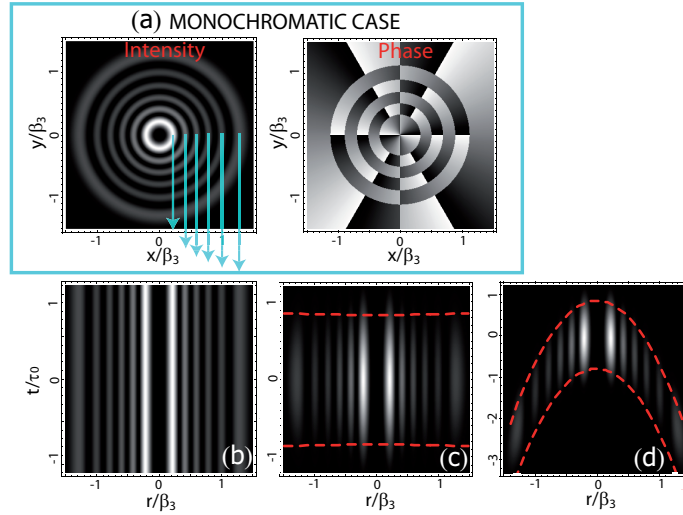 (a) MONOCHROMATIC CASE
Intensity
Phase
y/β3
1
0
-1
-1
0
1
x/β3
y/β3
1
0
-1
-1
0
1
x/β3
t/τ0
1
0
-1
(b)
-1
0
1
r/β3
1
0
-1
(c)
-1
0
1
r/β3
0
-1
-2
-3
(d)
-1
0
1
r/β3